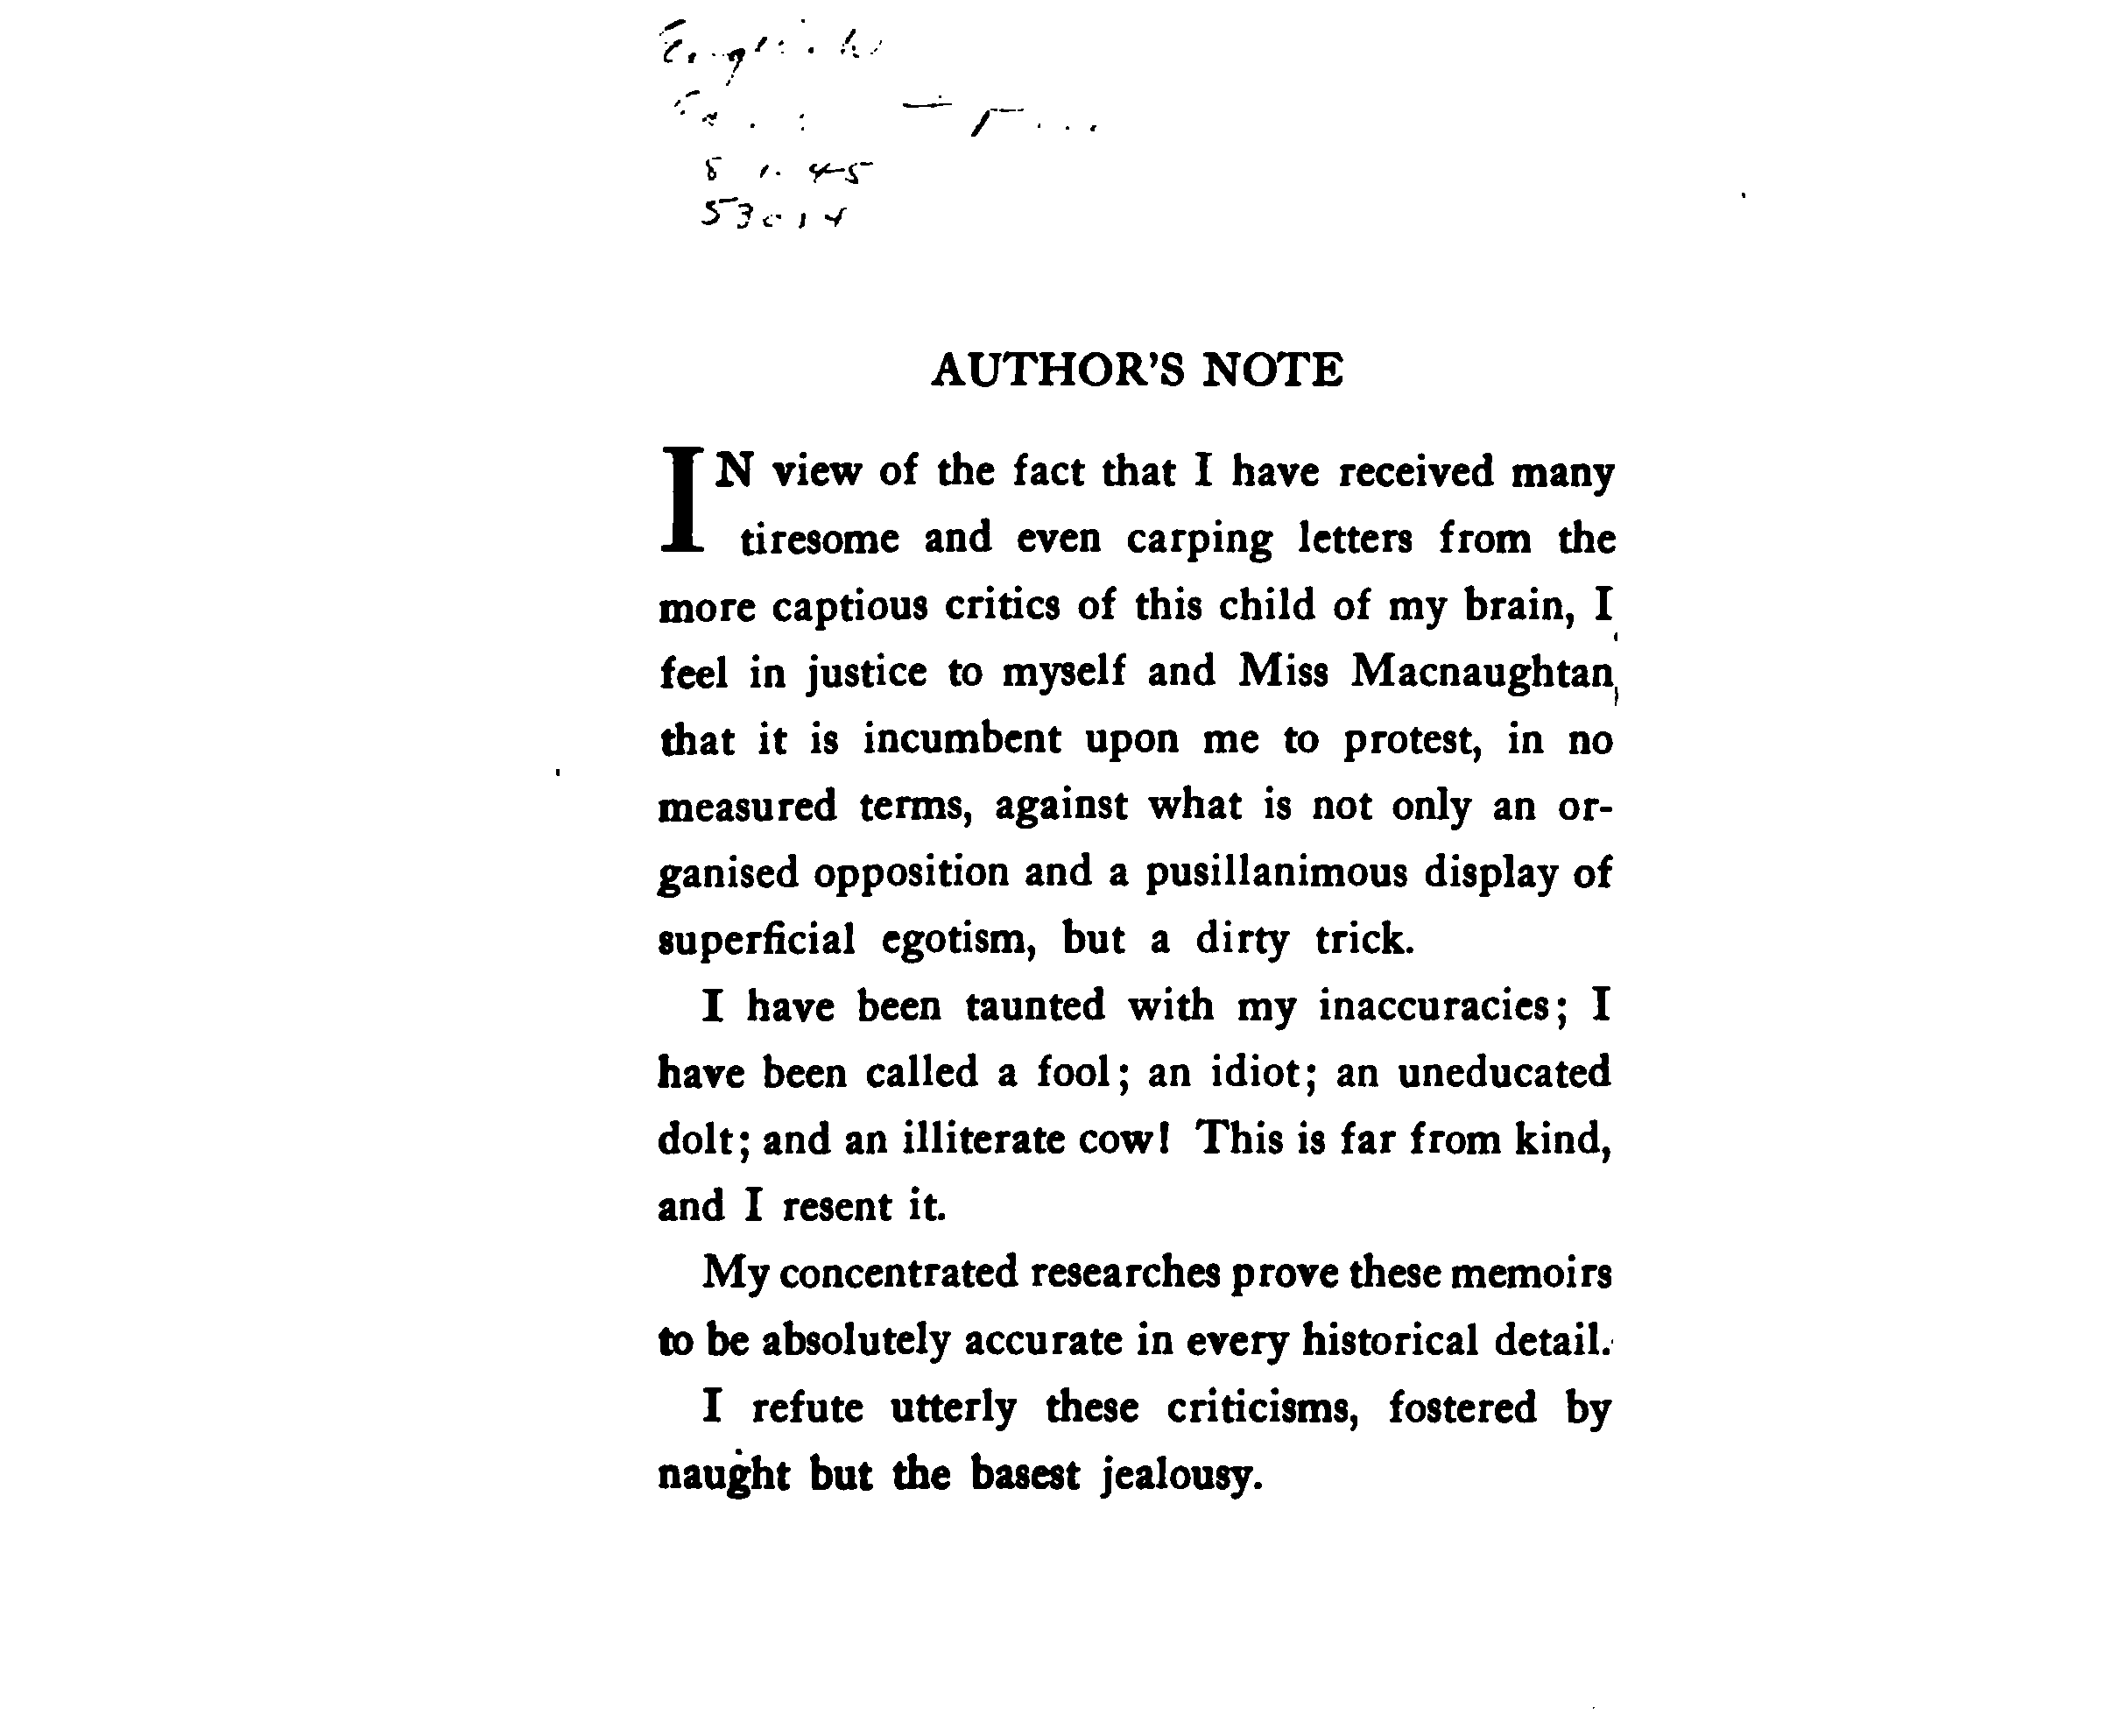 8 1. 45
53014
AUTHOR'S NOTE
IN view of the fact that I have received many
tiresome and even carping letters from the
more captious critics of this child of my brain, I
feel in justice to myself and Miss Macnaughtan
that it is incumbent upon me to protest, in no
measured terms, against what is not only an or-
ganised opposition and a pusillanimous display of
superficial egotism, but a dirty trick.
I have been taunted with my inaccuracies; I
have been called a fool; an idiot; an uneducated
dolt; and an illiterate cow! This is far from kind,
and I resent it.
My concentrated researches prove these memoirs
to be absolutely accurate in every historical detail.
I refute utterly these criticisms, fostered by
naught but the basest jealousy.